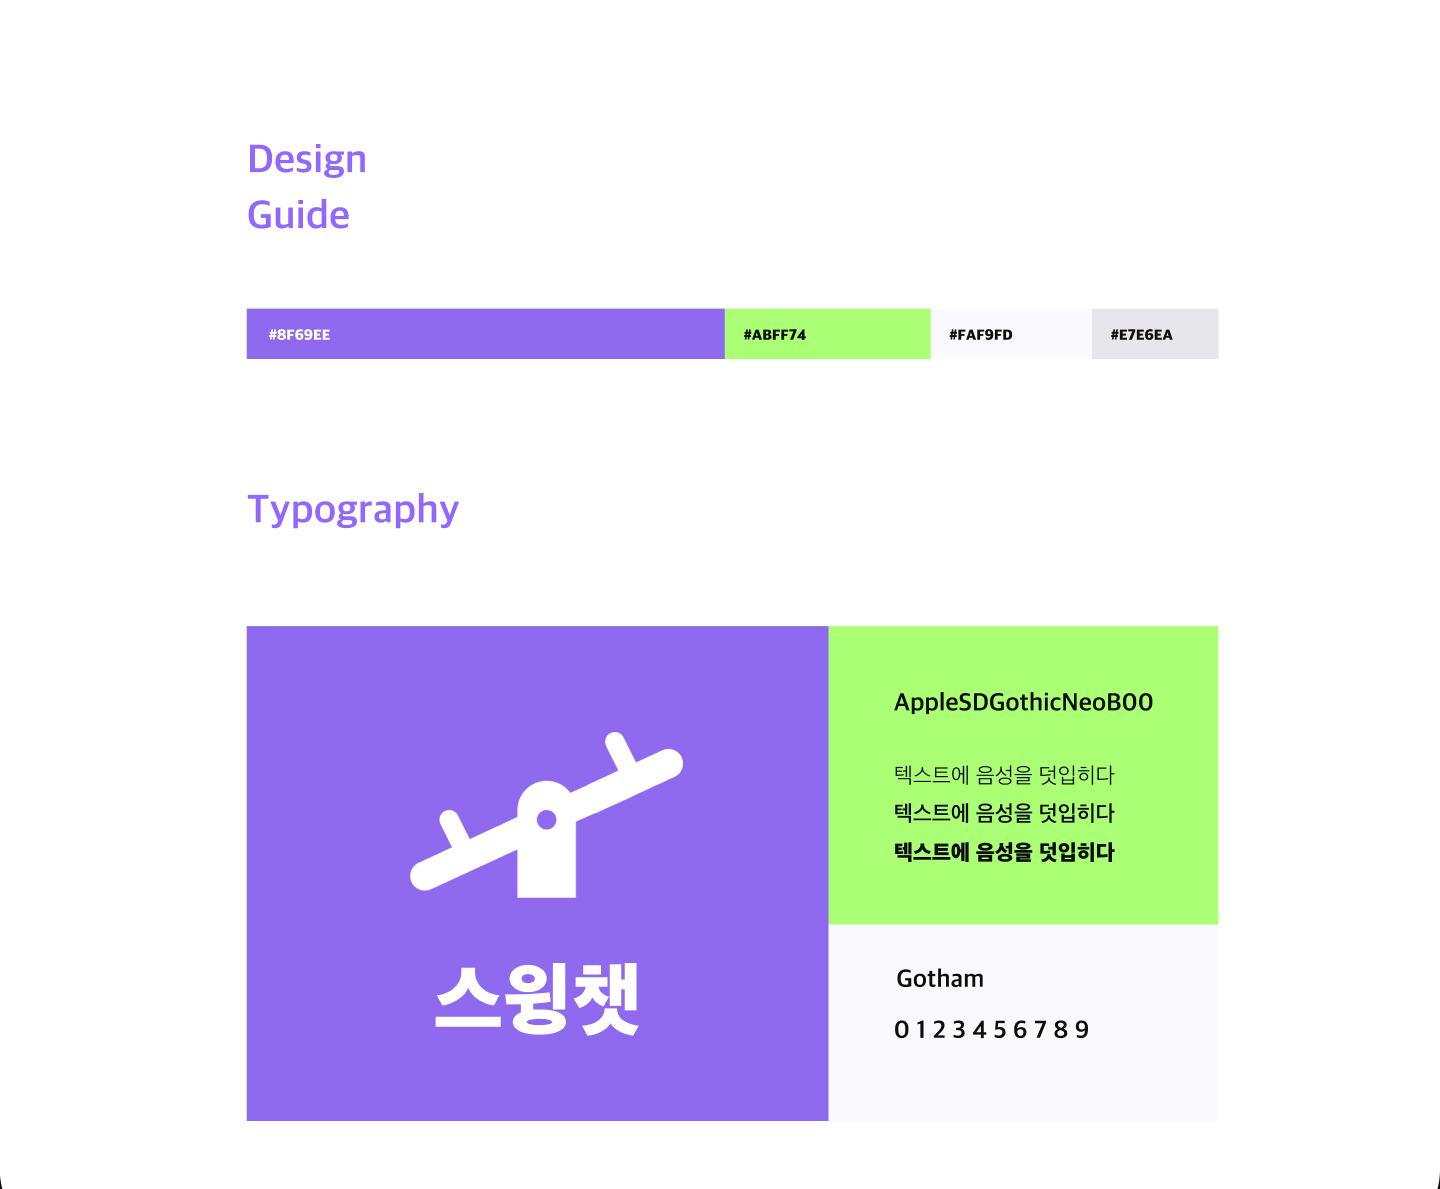 Design
Guide
#8F69EE
#ABFF74
#FAF9FD
#E7E6EA
Typography
스윙챗
AppleSDGothicNeoB00
텍스트에 음성을 덧입히다
텍스트에 음성을 덧입히다
텍스트에 음성을 덧입히다
Gotham
0 1 2 3 4 5 6 7 8 9